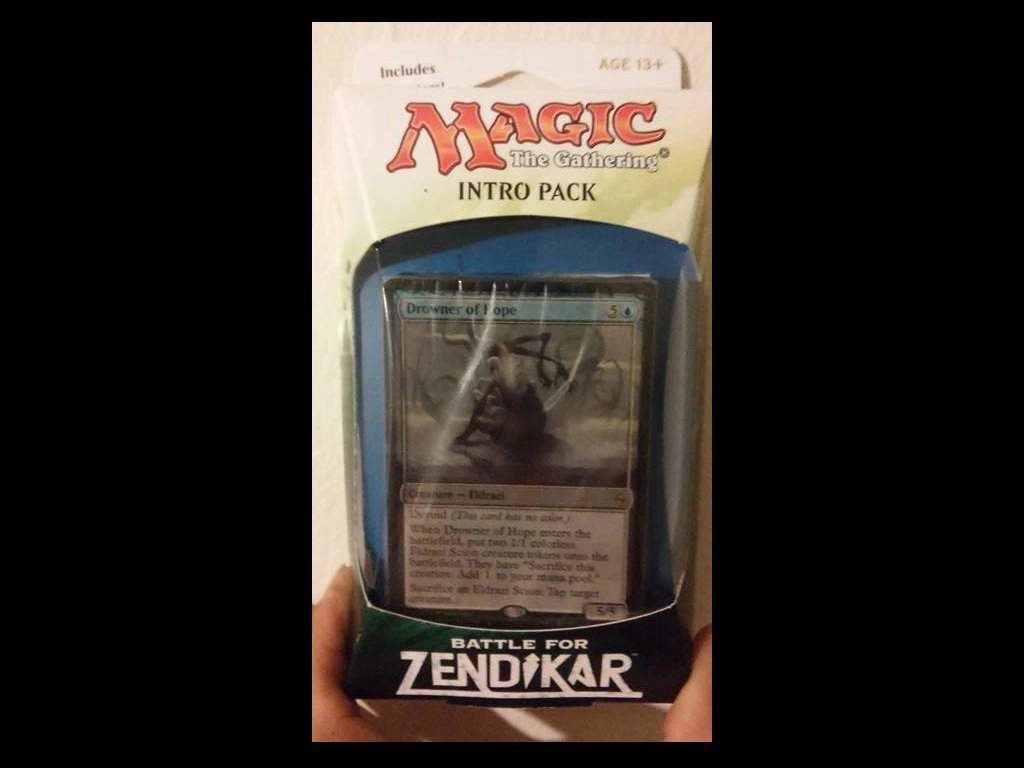 Includes
AGE 13+
MAGIC
The Gathering®
INTRO PACK
Drowner of Hope 5
Creature — Eldrazi
Devoid (This card has no color.)
When Drowner of Hope enters the
battlefield, put two 1/1 colorless
Eldrazi Scion creature tokens onto the
battlefield. They have "Sacrifice this
creature: Add 1 to your mana pool."
Sacrifice an Eldrazi Scion: Tap target
creature.
5/5
BATTLE FOR
ZENDIKAR™